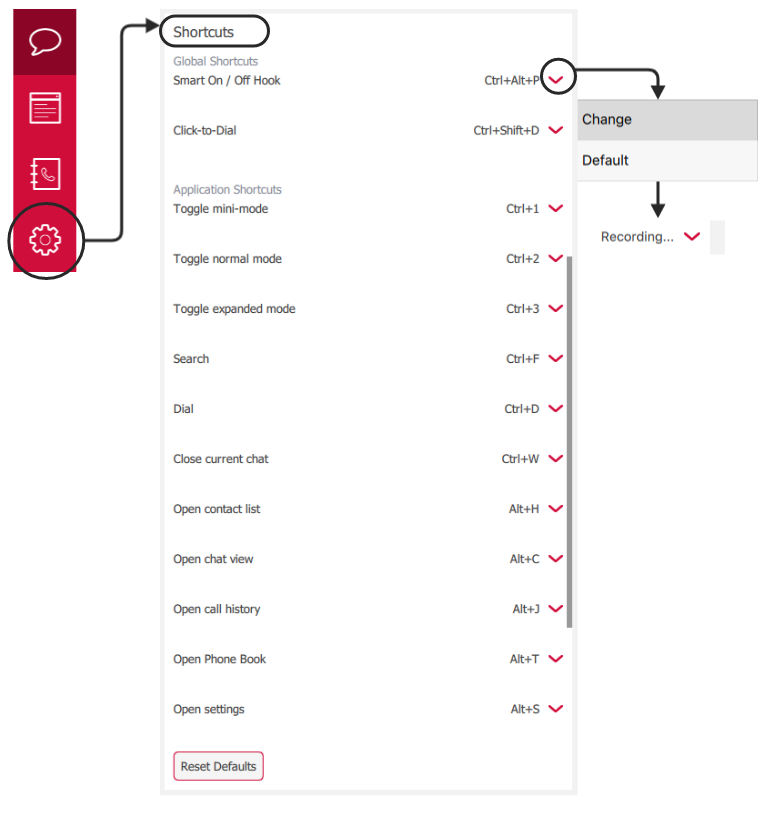 Shortcuts
Global Shortcuts
Smart On / Off Hook Ctrl+Alt+P
Click-to-Dial Ctrl+Shift+D
Application Shortcuts
Toggle mini-mode Ctrl+1
Toggle normal mode Ctrl+2
Toggle expanded mode Ctrl+3
Search Ctrl+F
Dial Ctrl+D
Close current chat Ctrl+W
Open contact list Alt+H
Open chat view Alt+C
Open call history Alt+J
Open Phone Book Alt+T
Open settings Alt+S
Reset Defaults
Change
Default
Recording...